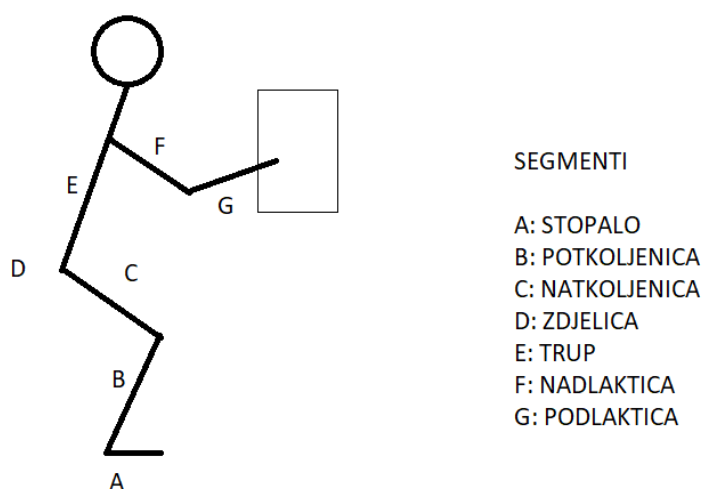 F
E
G
D
C
B
A
SEGMENTI
A: STOPALO
B: POTKOLJENICA
C: NATKOLJENICA
D: ZDJELICA
E: TRUP
F: NADLAKTICA
G: PODLAKTICA